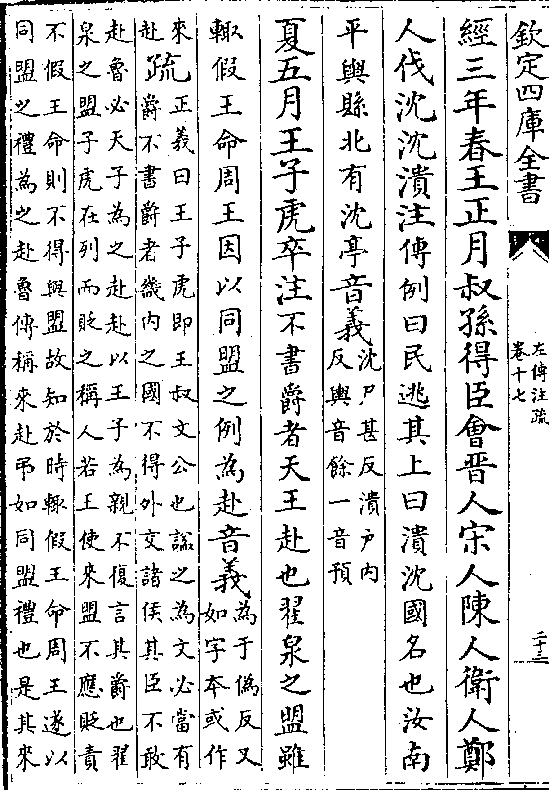 欽定四庫全書
左傳注疏
卷十七
二十三
經三年春王正月叔孫得臣會晋人宋人陳人衛人鄭
人伐沈沈潰注傳例曰民逃其上曰潰沈國名也汝南
平輿縣北有沈亭音義沈尸甚反潰户内
反輿音餘一音預
夏五月王子虎卒注不書爵者天王赴也翟泉之盟雖
輒假王命周王因以同盟之例為赴音義為于偽反又
如字本或作
來
赴疏正義曰王子虎即王叔文公也諡之為文必當有
爵不書爵者畿内之國不得外交諸侯其臣不敢
赴魯必天子為之赴赴以王子為親不復言其爵也翟
泉之盟子虎在列而貶之稱人若王使來盟不應貶責
不假王命則不得與盟故知於時輒假王命周王遂以
同盟之禮為之赴魯傳稱來赴弔如同盟禮也是其來